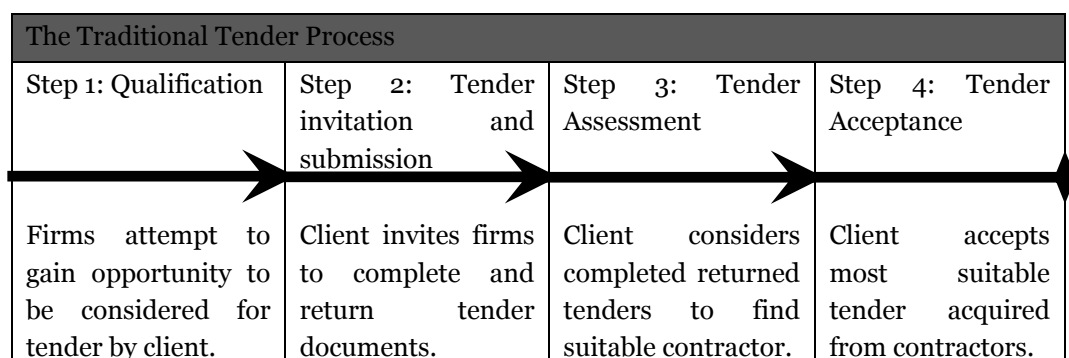 The Traditional Tender Process
Step 1: Qualification
Step 2: Tender
invitation and
submission
Step 3: Tender
Assessment
Step 4: Tender
Acceptance
Firms attempt to
gain opportunity to
be considered for
tender by client.
Client invites firms
to complete and
return tender
documents.
Client considers
completed returned
tenders to find
suitable contractor.
Client accepts
most suitable
tender acquired
from contractors.